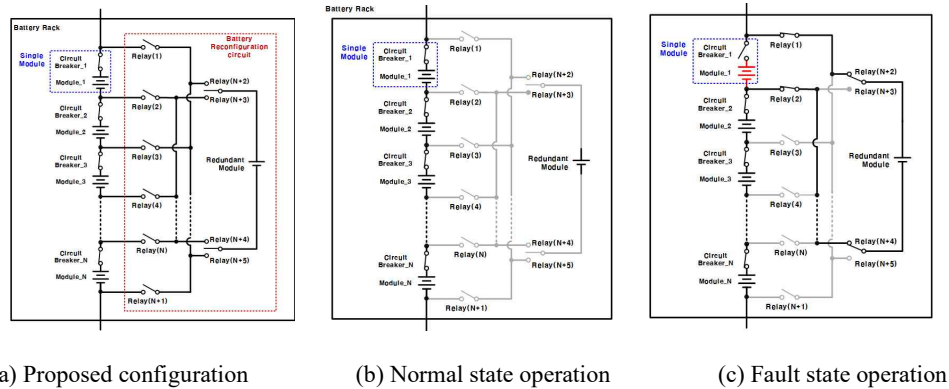 Battery Rack
Single
Module
Circuit
Breaker_1
Module_1
Circuit
Breaker_2
Module_2
Circuit
Breaker_3
Module_3
Circuit
Breaker_N
Module_N
Relay(1)
Relay(2)
Relay(3)
Relay(4)
Relay(N)
Relay(N+1)
Battery
Reconfiguration
circuit
Relay(N+2)
Relay(N+3)
Redundant
Module
Relay(N+4)
Relay(N+5)
a) Proposed configuration
Battery Rack
Single
Module
Circuit
Breaker_1
Module_1
Circuit
Breaker_2
Module_2
Circuit
Breaker_3
Module_3
Circuit
Breaker_N
Module_N
Relay(1)
Relay(2)
Relay(3)
Relay(4)
Relay(N)
Relay(N+1)
Relay(N+2)
Relay(N+3)
Redundant
Module
Relay(N+4)
Relay(N+5)
(b) Normal state operation
Single
Module
Circuit
Breaker_1
Module_1
Circuit
Breaker_2
Module_2
Circuit
Breaker_3
Module_3
Circuit
Breaker_N
Module_N
Relay(1)
Relay(2)
Relay(3)
Relay(4)
Relay(N)
Relay(N+1)
Relay(N+2)
Relay(N+3)
Redundant
Module
Relay(N+4)
Relay(N+5)
(c) Fault state operation